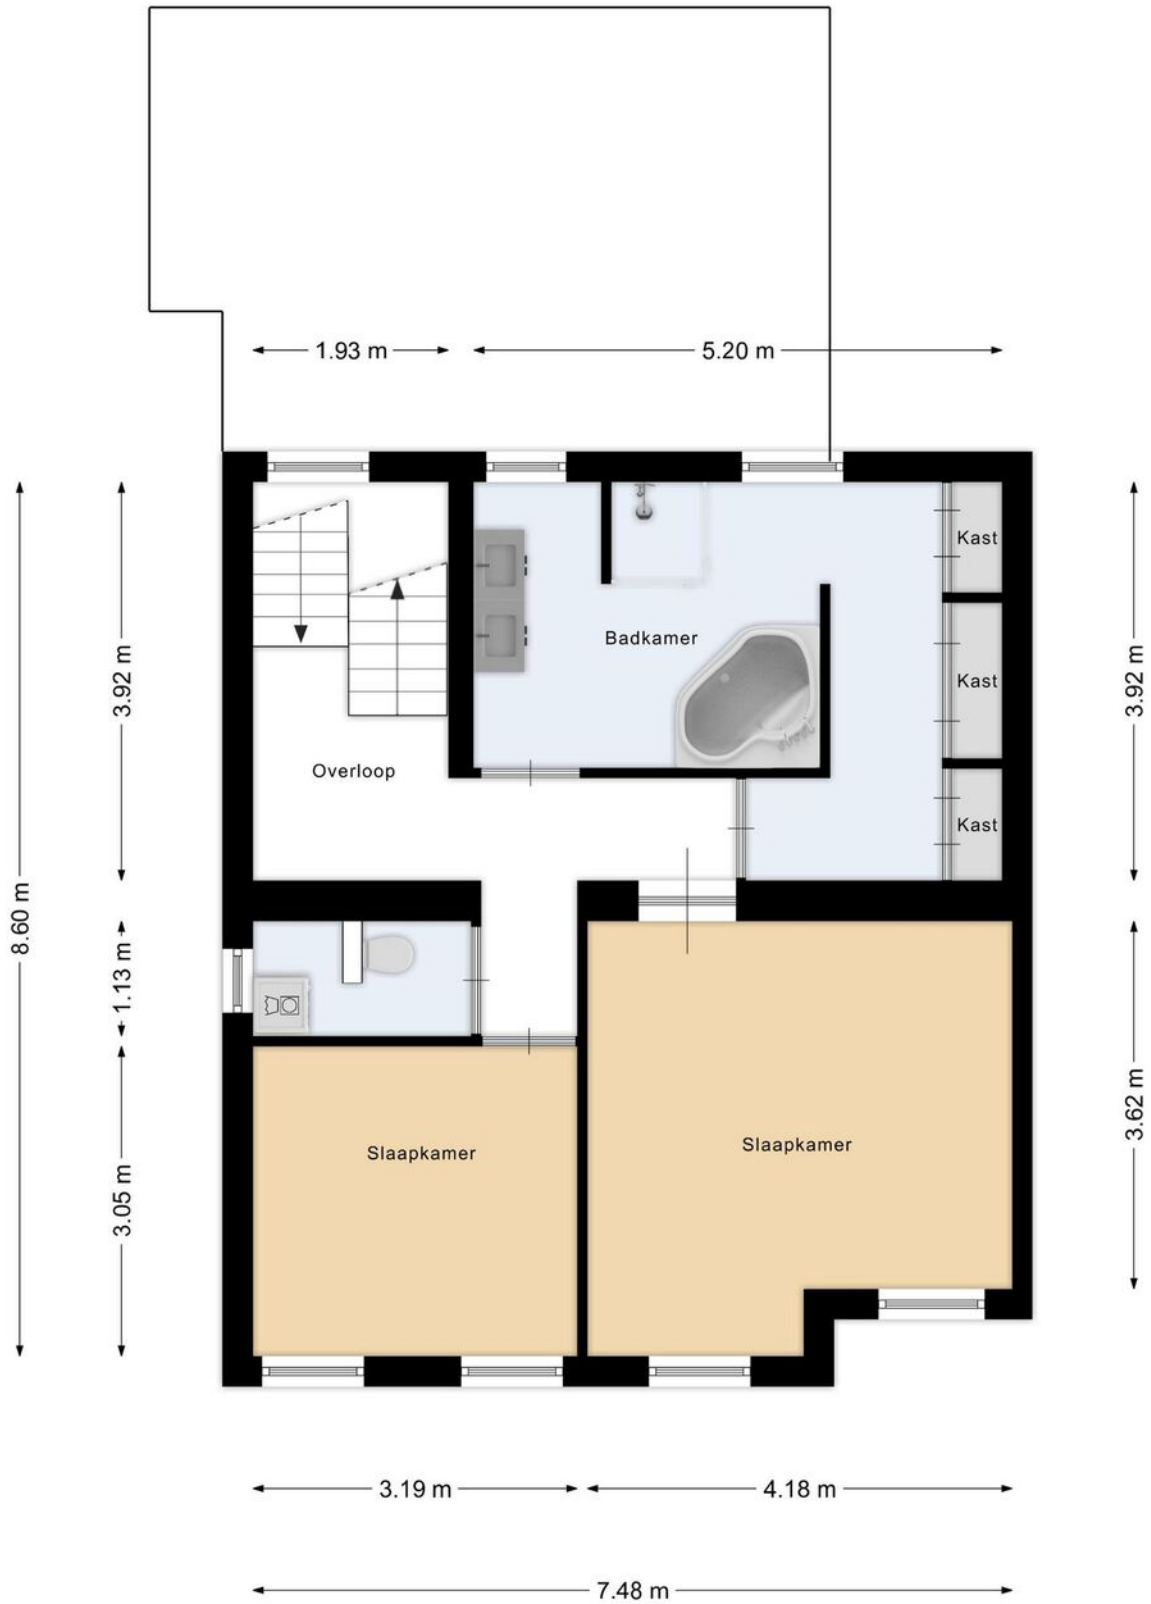 1.93 m
5.20 m
Kast
Badkamer
3.92 m
3.92 m
Kast
Overloop
Kast
8.60 m
1.13 m
3.62 m
Slaapkamer
Slaapkamer
3.05 m
3.19 m
4.18 m
7.48 m